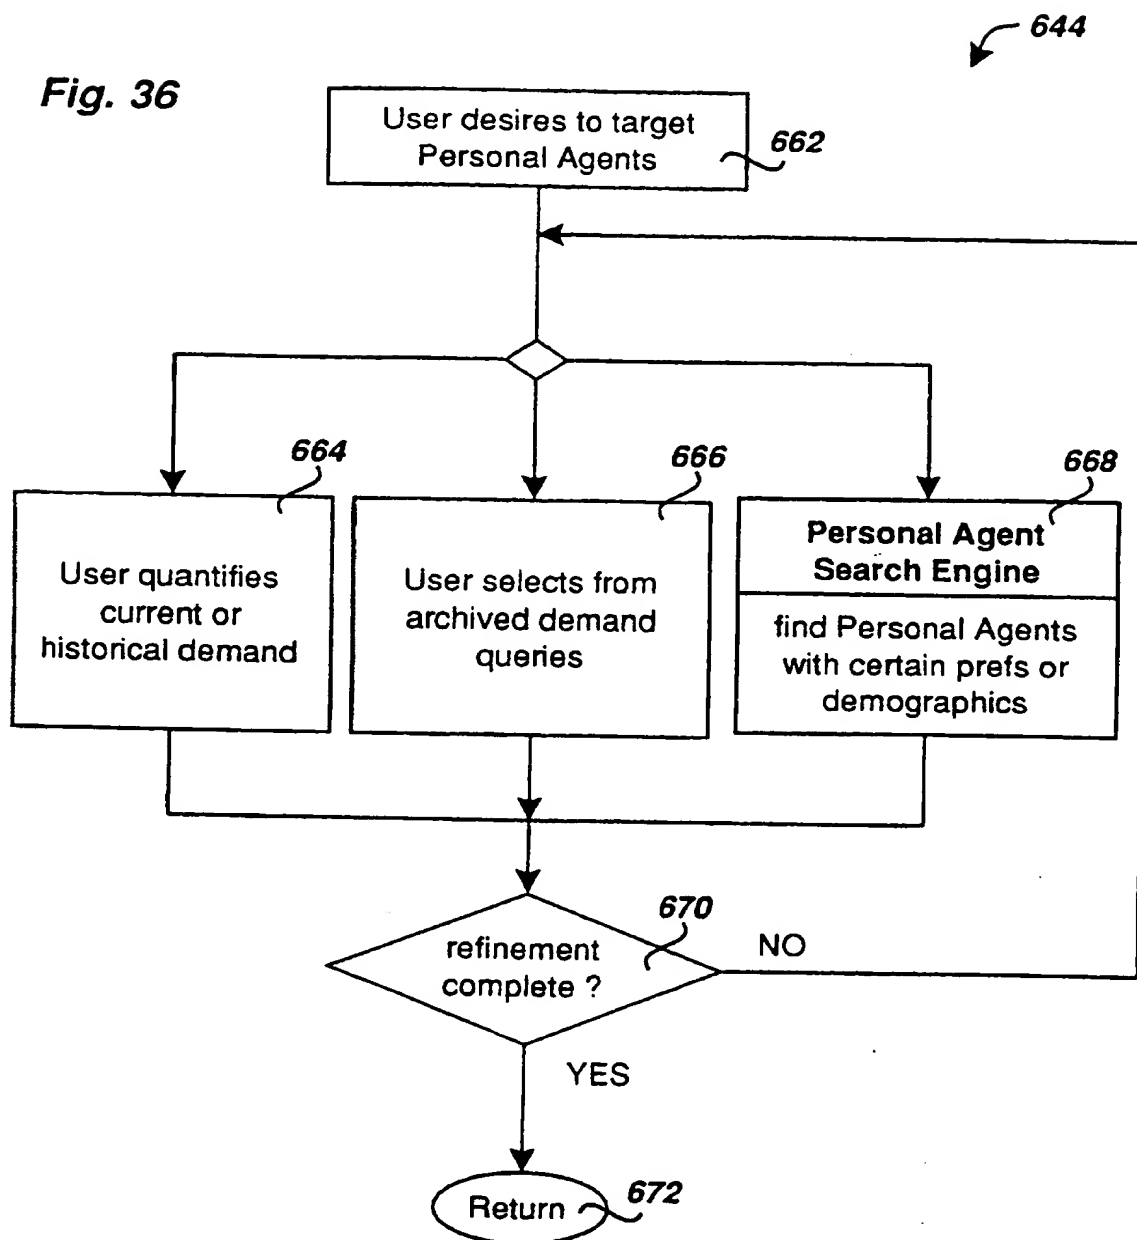 644
Fig. 36
User desires to target
Personal Agents
662
664
666
668
User quantifies
current or
historical demand
User selects from
archived demand
queries
Personal Agent
Search Engine
find Personal Agents
with certain prefs or
demographics
670
refinement
complete ?
NO
YES
Return
672